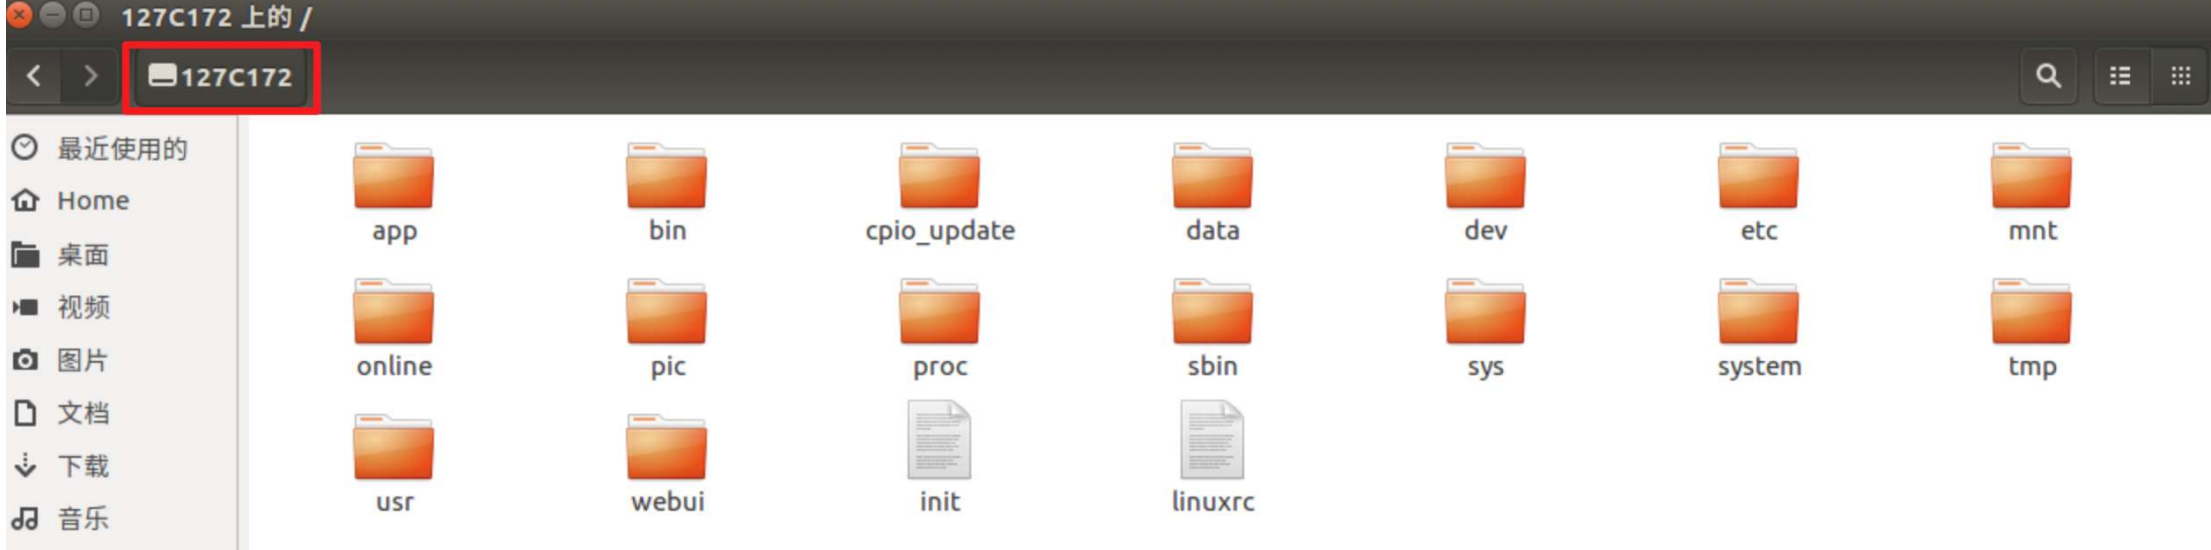 127C172 上的 /
127C172
最近使用的
Home
桌面
视频
图片
文档
下载
音乐
app bin cpio_update data dev etc mnt
online pic proc sbin sys system tmp
usr webui init linuxrc